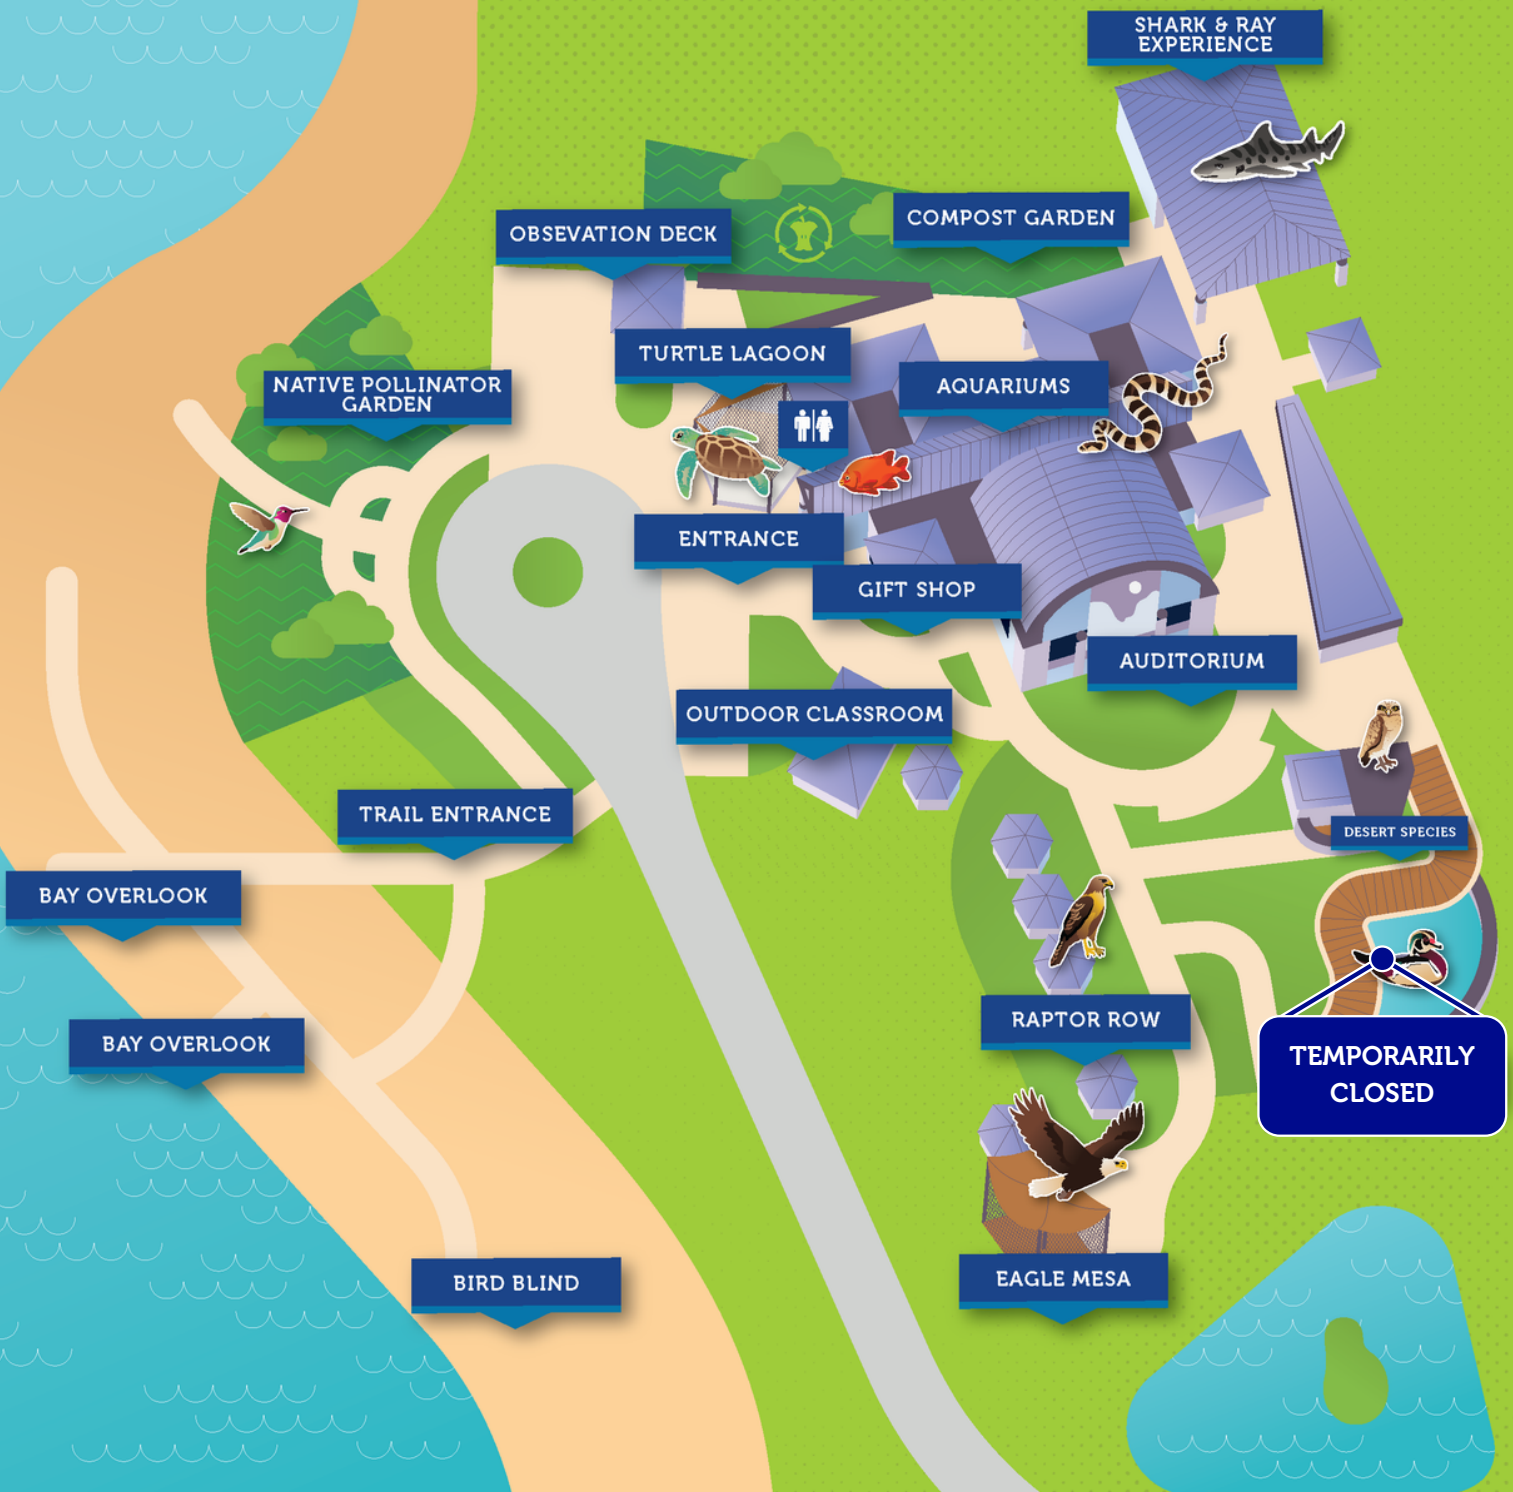 SHARK & RAY
EXPERIENCE
COMPOST GARDEN
OBSEVATION DECK
TURTLE LAGOON
AQUARIUMS
NATIVE POLLINATOR
GARDEN
ENTRANCE
GIFT SHOP
AUDITORIUM
OUTDOOR CLASSROOM
TRAIL ENTRANCE
DESERT SPECIES
BAY OVERLOOK
RAPTOR ROW
BAY OVERLOOK
TEMPORARILY
CLOSED
BIRD BLIND
EAGLE MESA